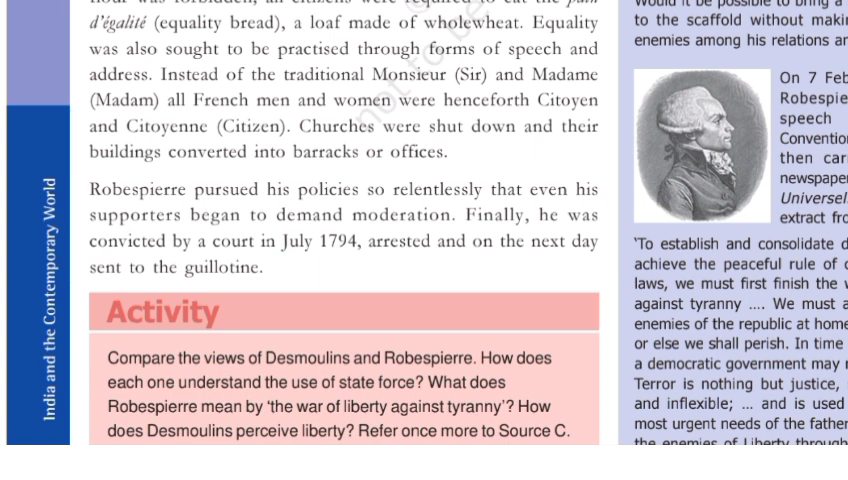 d'égalité (equality bread), a loaf made of wholewheat. Equality
was also sought to be practised through forms of speech and
address. Instead of the traditional Monsieur (Sir) and Madame
(Madam) all French men and women were henceforth Citoyen
and Citoyenne (Citizen). Churches were shut down and their
buildings converted into barracks or offices.
Robespierre pursued his policies so relentlessly that even his
supporters began to demand moderation. Finally, he was
convicted by a court in July 1794, arrested and on the next day
sent to the guillotine.
Activity
Compare the views of Desmoulins and Robespierre. How does
each one understand the use of state force? What does
Robespierre mean by 'the war of liberty against tyranny'? How
does Desmoulins perceive liberty? Refer once more to Source C.
India and the Contemporary World
not to be
to the scaffold without
enemies among his relations
On 7
speech
then
newspaper
extract
'To establish and consolidate
achieve the peaceful rule of
laws, we must first finish the
against tyranny .... We must
enemies of the republic at
or else we shall perish. In time
a democratic government may
Terror is nothing but justice,
and inflexible; ... and is used
most urgent needs of the
the enemies of Liberty